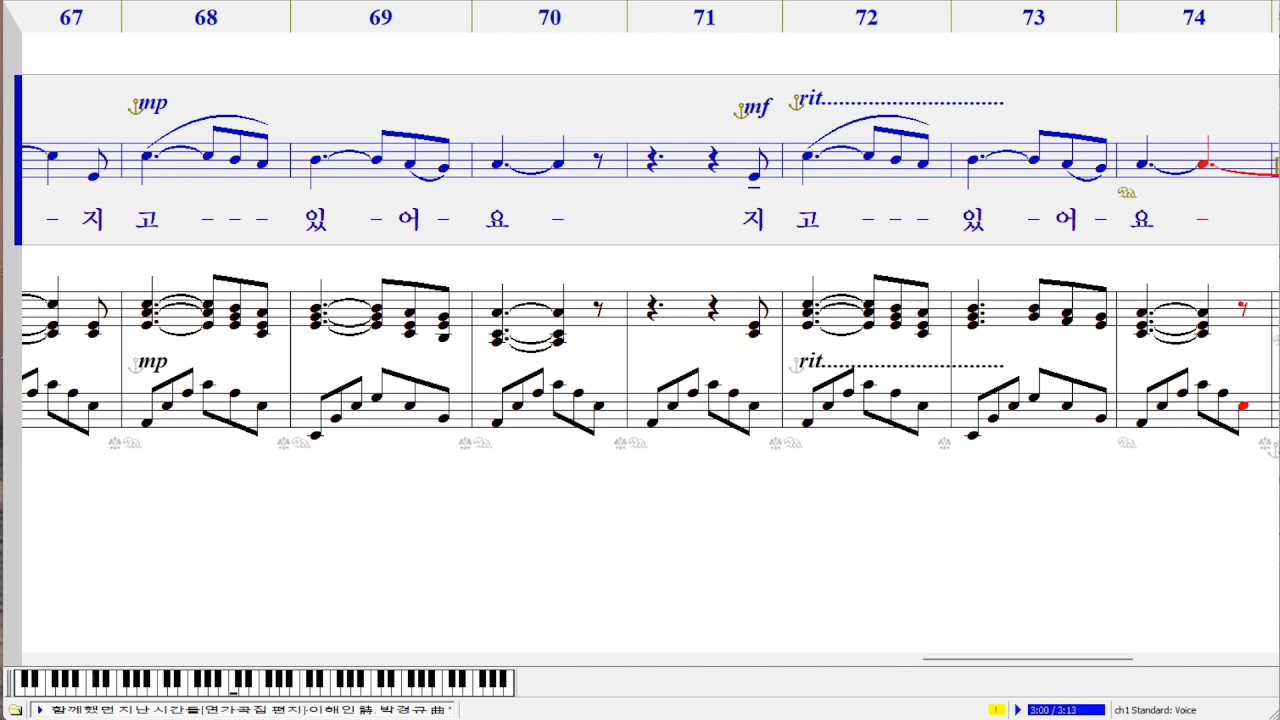 67 68 69 70 71 72 73 74
mp mf rit
- 지 고 - - - 있 - 어 - 요 - 지 고 - - - 있 - 어 - 요 -
mp rit
함께했던 지난 시간들(연가곡집 편지)-이해인 詩, 박경규 曲
! 3:00 / 3:13 ch1 Standard: Voice